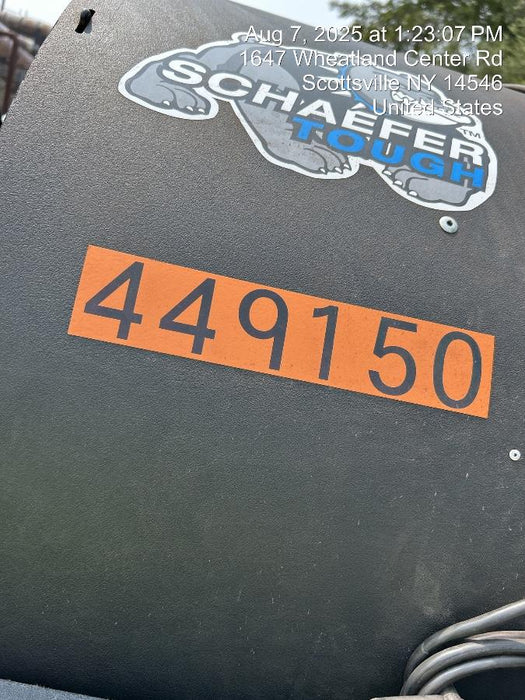 Aug 7, 2025 at 1:23:07 PM
1647 Wheatland Center Rd
Scottsville NY 14546
United States
SCHAEFER
TOUGH™
449150